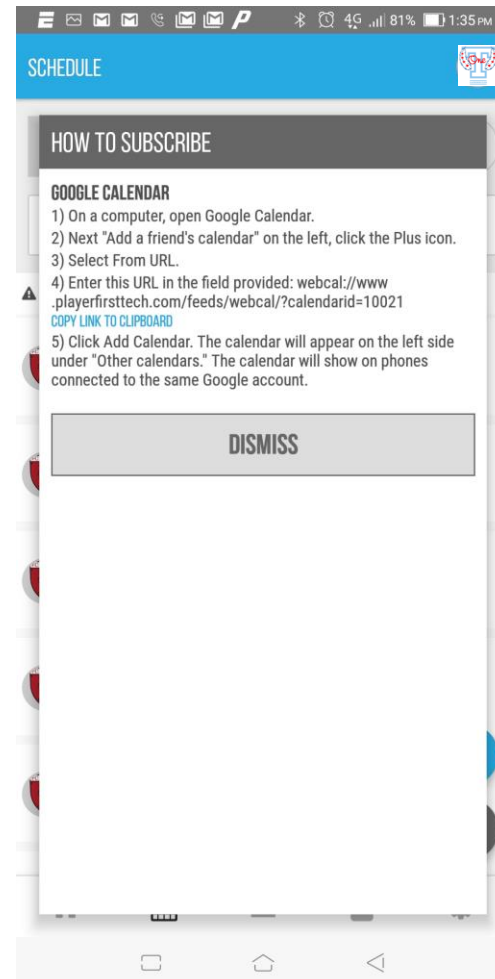 4G 81% 1:35 PM
SCHEDULE
HOW TO SUBSCRIBE
GOOGLE CALENDAR
1) On a computer, open Google Calendar.
2) Next "Add a friend's calendar" on the left, click the Plus icon.
3) Select From URL.
4) Enter this URL in the field provided: webcal://www
.playerfirsttech.com/feeds/webcal/?calendarid=10021
COPY LINK TO CLIPBOARD
5) Click Add Calendar. The calendar will appear on the left side
under "Other calendars." The calendar will show on phones
connected to the same Google account.
DISMISS